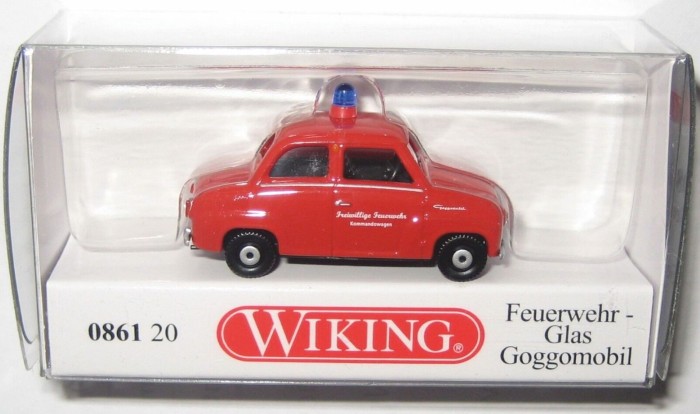 Freiwillige Feuerwehr
Kommandowagen
Goggomobil
0861 20
WIKING®
Feuerwehr -
Glas
Goggomobil